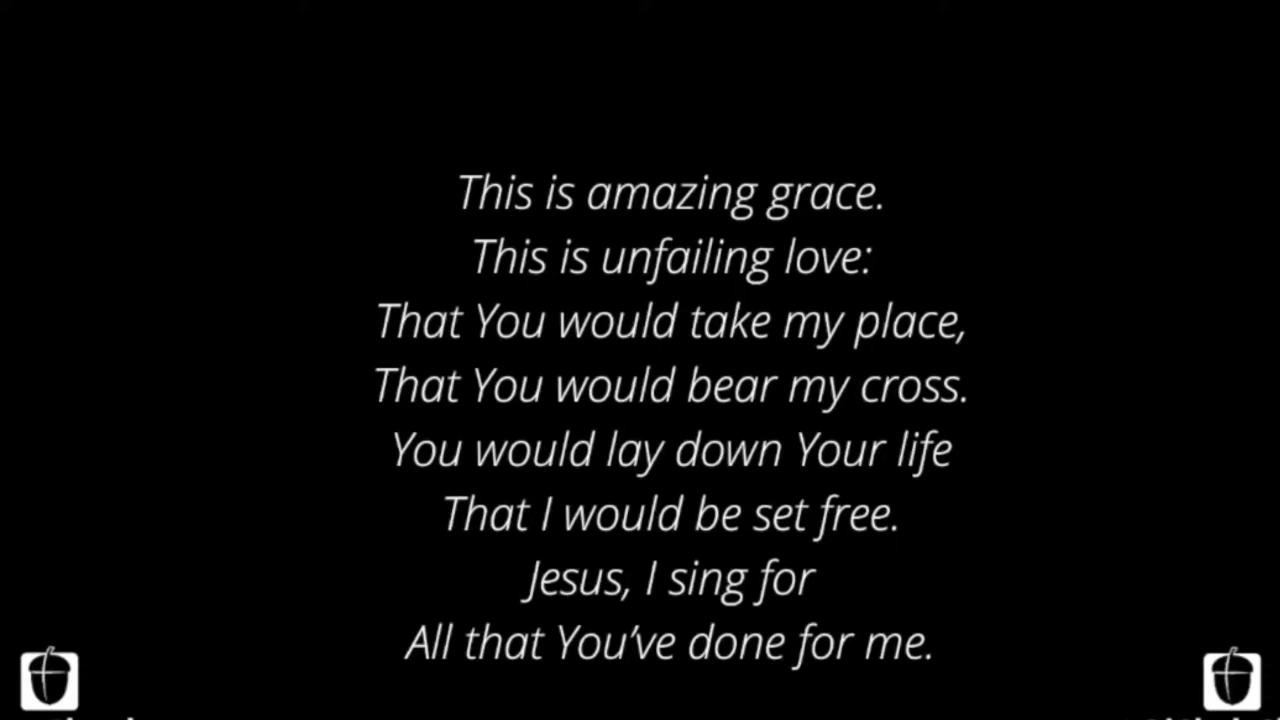 This is amazing grace.
This is unfailing love:
That You would take my place,
That You would bear my cross.
You would lay down Your life
That I would be set free.
Jesus, I sing for
All that You’ve done for me.